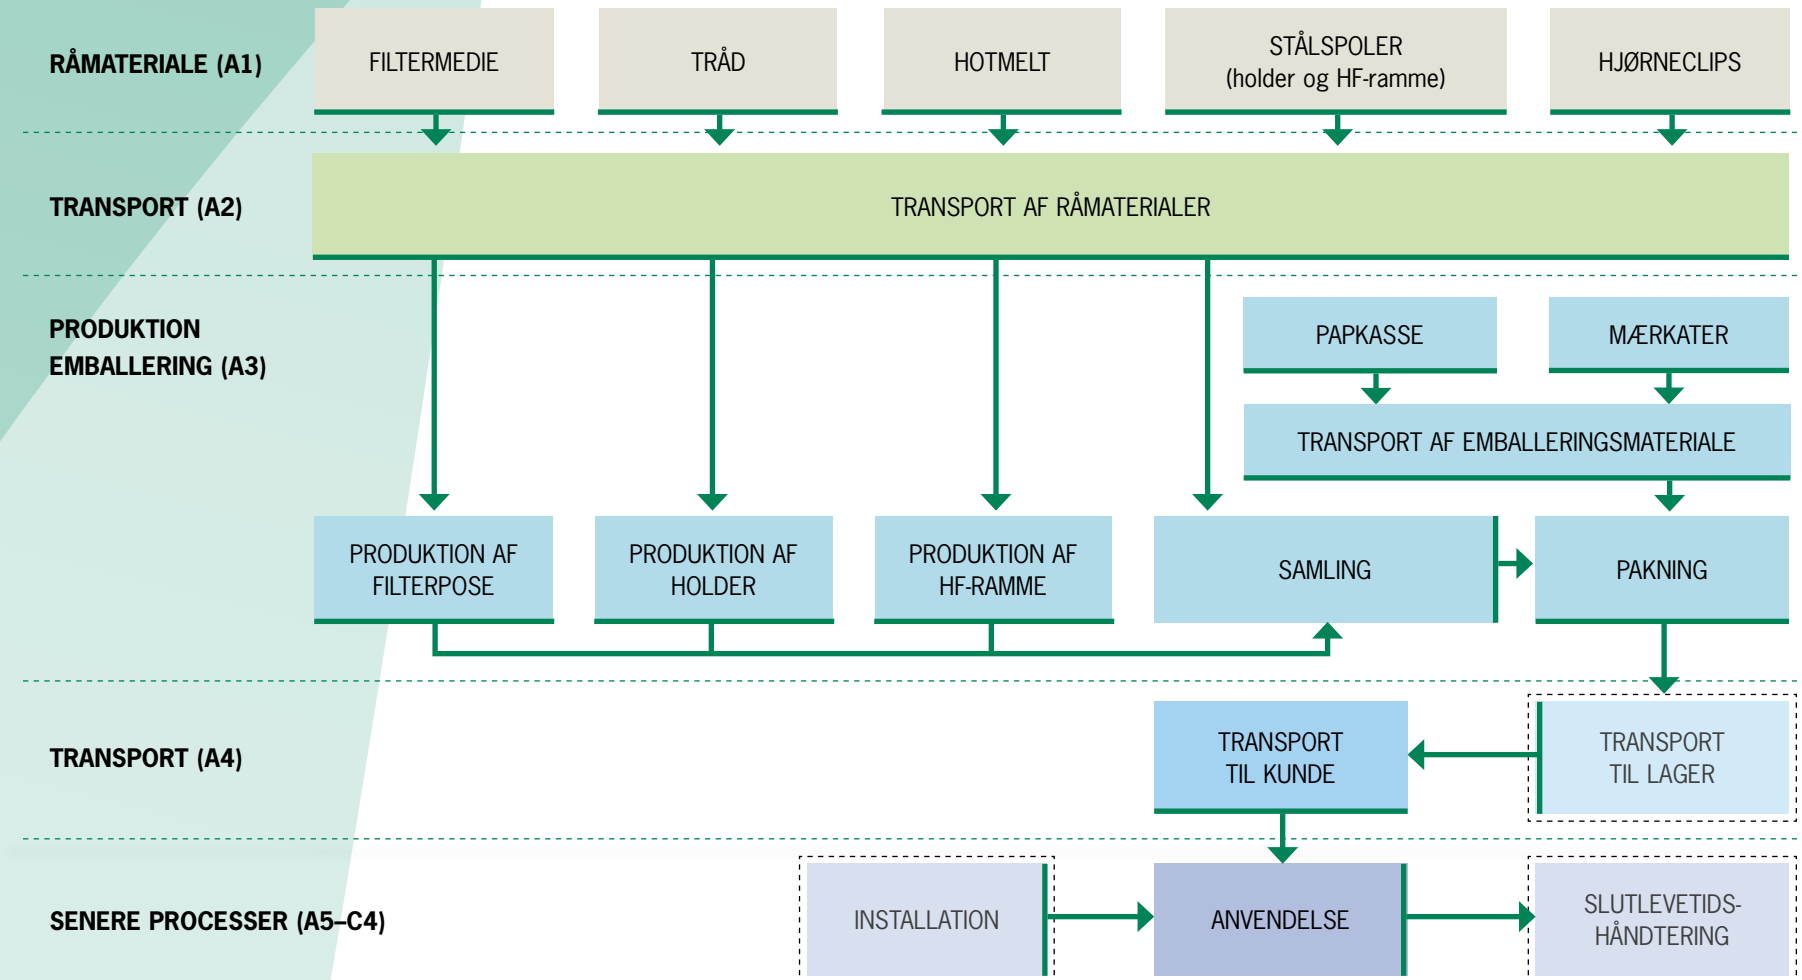 RÅMATERIALE (A1)
FILTERMEDIE
TRÅD
HOTMELT
STÅLSPOLER
(holder og HF-ramme)
HJØRNECLIPS
TRANSPORT (A2)
TRANSPORT AF RÅMATERIALER
PRODUKTION
EMBALLERING (A3)
PAPKASSE
MÆRKATER
TRANSPORT AF EMBALLERINGSMATERIALE
PRODUKTION AF
FILTERPOSE
PRODUKTION AF
HOLDER
PRODUKTION AF
HF-RAMME
SAMLING
PAKNING
TRANSPORT (A4)
TRANSPORT
TIL KUNDE
TRANSPORT
TIL LAGER
SENERE PROCESSER (A5–C4)
INSTALLATION
ANVENDELSE
SLUTLEVETIDS-
HÅNDTERING